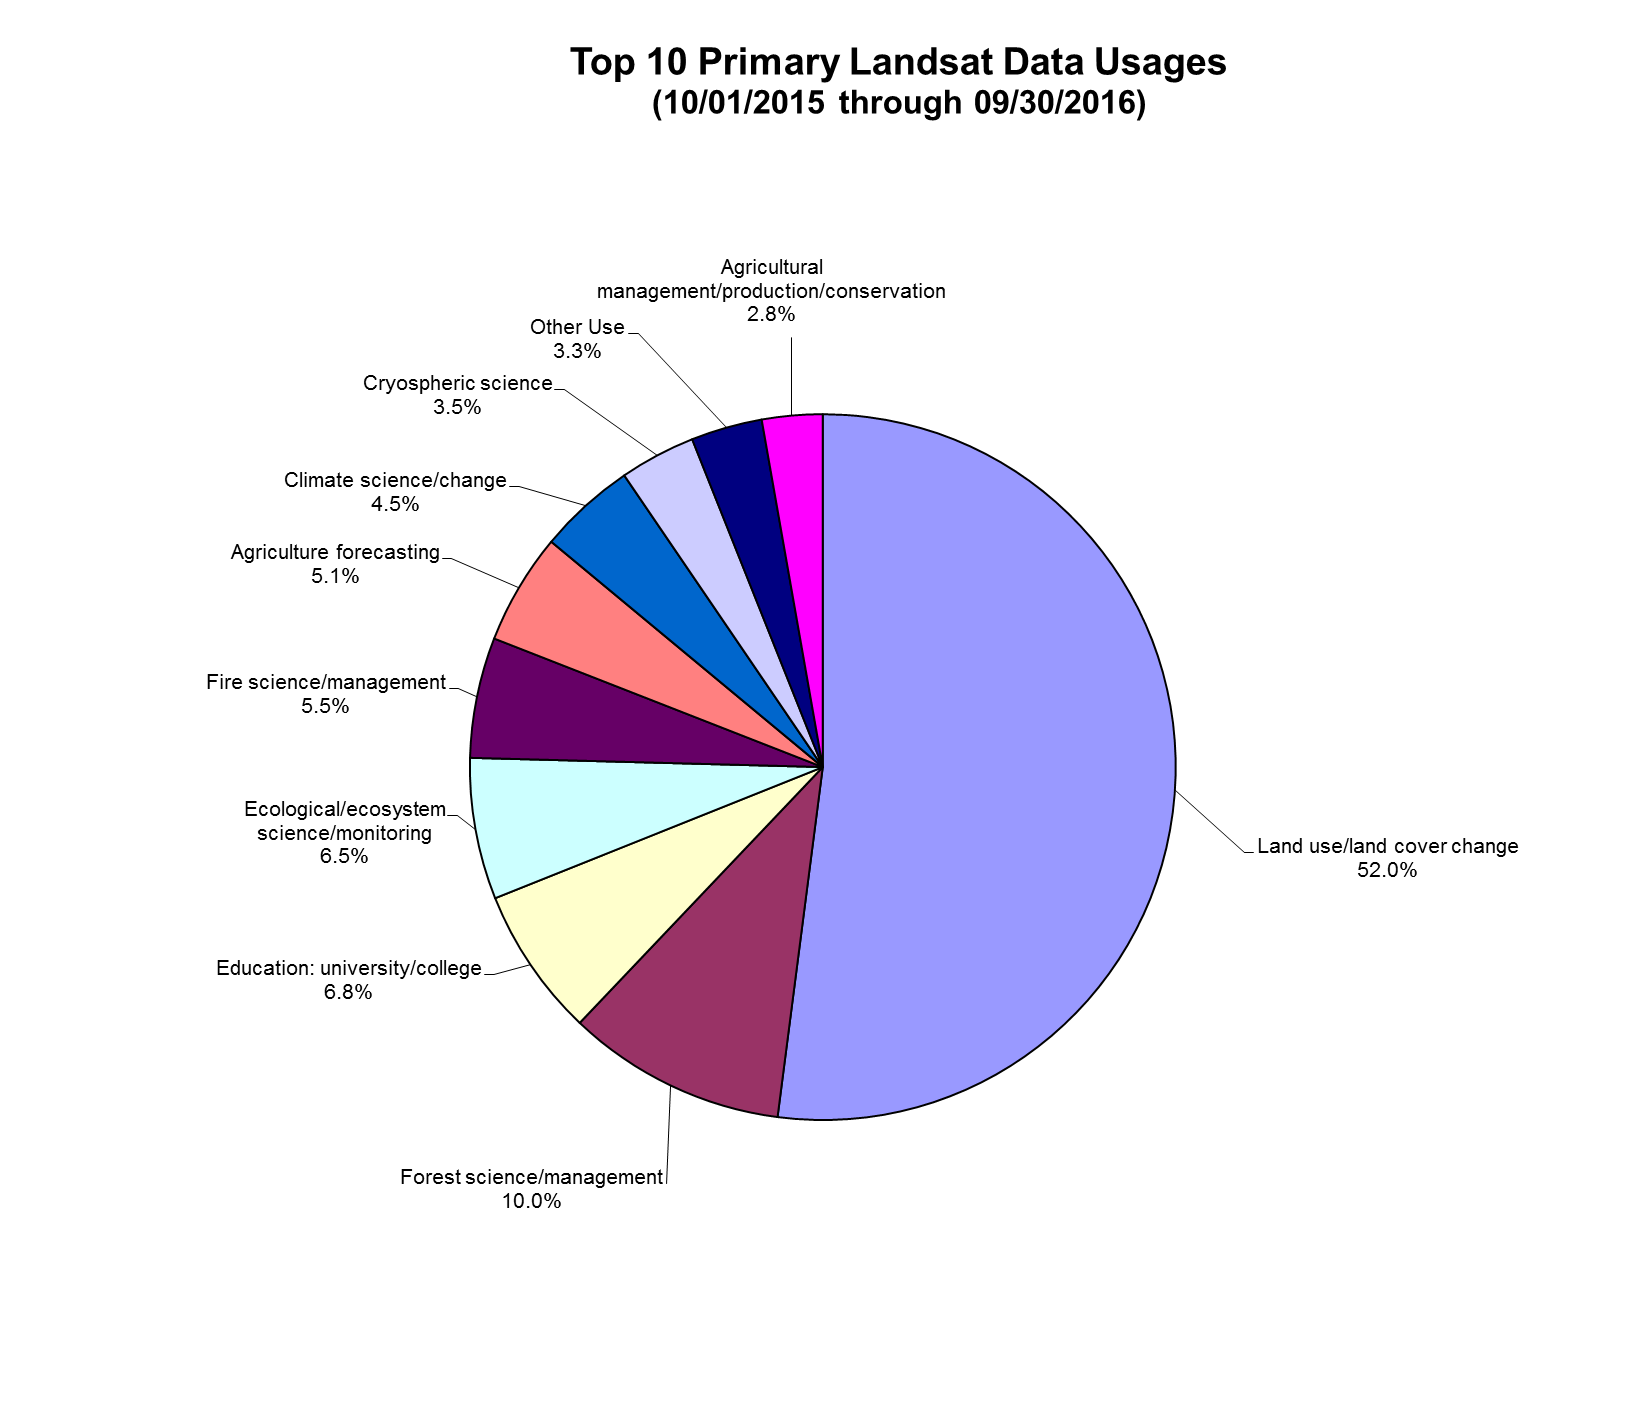 Top 10 Primary Landsat Data Usages
(10/01/2015 through 09/30/2016)
Agricultural
management/production/conservation
2.8%
Other Use
3.3%
Cryospheric science
3.5%
Climate science/change
4.5%
Agriculture forecasting
5.1%
Fire science/management
5.5%
Ecological/ecosystem
science/monitoring
6.5%
Education: university/college
6.8%
Forest science/management
10.0%
Land use/land cover change
52.0%